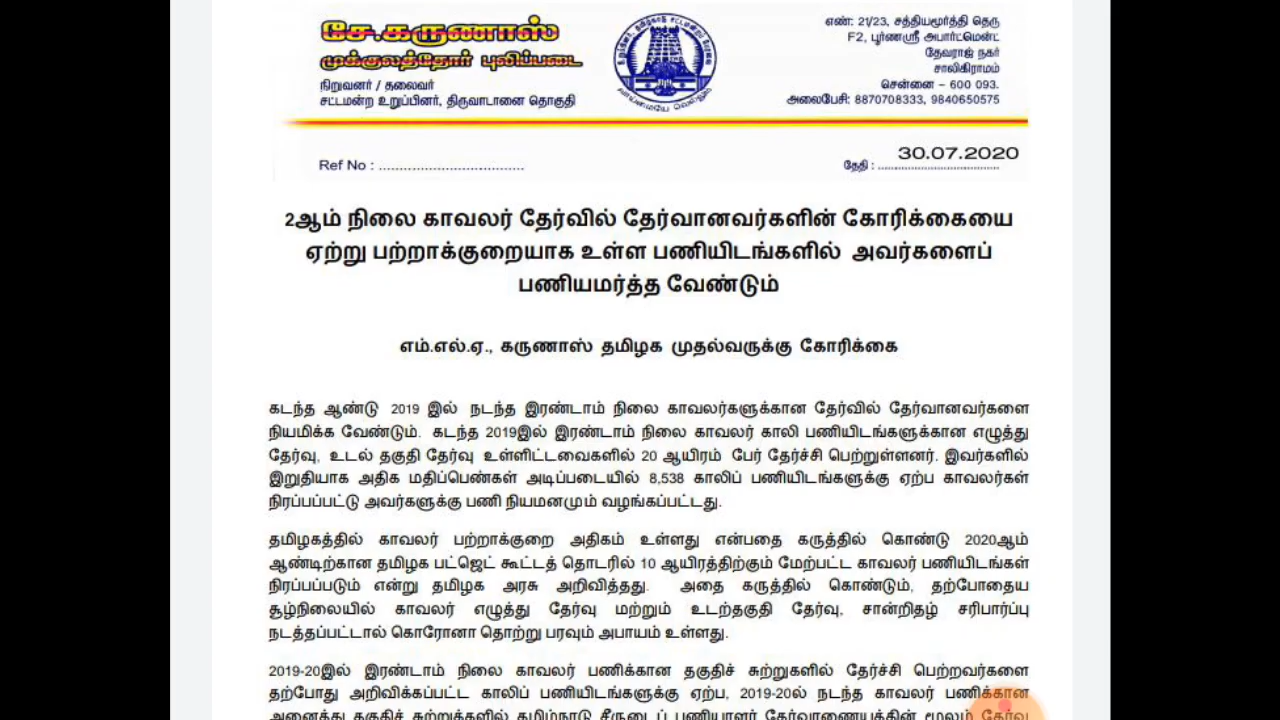 சே.கருணாஸ்
முக்குலத்தோர் புலிப்படை
நிறுவனர் / தலைவர்
சட்டமன்ற உறுப்பினர், திருவாடானை தொகுதி
வாய்மையே வெல்லும்
எண்: 21/23, சத்தியமூர்த்தி தெரு
F2, பூர்ணஸ்ரீ அபார்ட்மென்ட்
தேவராஜ் நகர்
சாலிகிராமம்
சென்னை – 600 093.
அலைபேசி: 8870708333, 9840650575
Ref No : ...................................
தேதி : 30.07.2020
2ஆம் நிலை காவலர் தேர்வில் தேர்வானவர்களின் கோரிக்கையை
ஏற்று பற்றாக்குறையாக உள்ள பணியிடங்களில் அவர்களைப்
பணியமர்த்த வேண்டும்
எம்.எல்.ஏ., கருணாஸ் தமிழக முதல்வருக்கு கோரிக்கை
கடந்த ஆண்டு 2019 இல் நடந்த இரண்டாம் நிலை காவலர்களுக்கான தேர்வில் தேர்வானவர்களை
நியமிக்க வேண்டும். கடந்த 2019இல் இரண்டாம் நிலை காவலர் காலி பணியிடங்களுக்கான எழுத்து
தேர்வு, உடல் தகுதி தேர்வு உள்ளிட்டவைகளில் 20 ஆயிரம் பேர் தேர்ச்சி பெற்றுள்ளனர். இவர்களில்
இறுதியாக அதிக மதிப்பெண்கள் அடிப்படையில் 8,538 காலிப் பணியிடங்களுக்கு ஏற்ப காவலர்கள்
நிரப்பப்பட்டு அவர்களுக்கு பணி நியமனமும் வழங்கப்பட்டது.
தமிழகத்தில் காவலர் பற்றாக்குறை அதிகம் உள்ளது என்பதை கருத்தில் கொண்டு 2020ஆம்
ஆண்டிற்கான தமிழக பட்ஜெட் கூட்டத் தொடரில் 10 ஆயிரத்திற்கும் மேற்பட்ட காவலர் பணியிடங்கள்
நிரப்பப்படும் என்று தமிழக அரசு அறிவித்தது. அதை கருத்தில் கொண்டும், தற்போதைய
சூழ்நிலையில் காவலர் எழுத்து தேர்வு மற்றும் உடற்தகுதி தேர்வு, சான்றிதழ் சரிபார்ப்பு
நடத்தப்பட்டால் கொரோனா தொற்று பரவும் அபாயம் உள்ளது.
2019-20இல் இரண்டாம் நிலை காவலர் பணிக்கான தகுதிச் சுற்றுகளில் தேர்ச்சி பெற்றவர்களை
தற்போது அறிவிக்கப்பட்ட காலிப் பணியிடங்களுக்கு ஏற்ப, 2019-20ல் நடந்த காவலர் பணிக்கான
அனைத்து தகுதிச் சுற்றுக்களில் தமிழ்நாடு சீருடைப் பணியாளர் தேர்வாணையத்தின் மூலம் தேர்வு